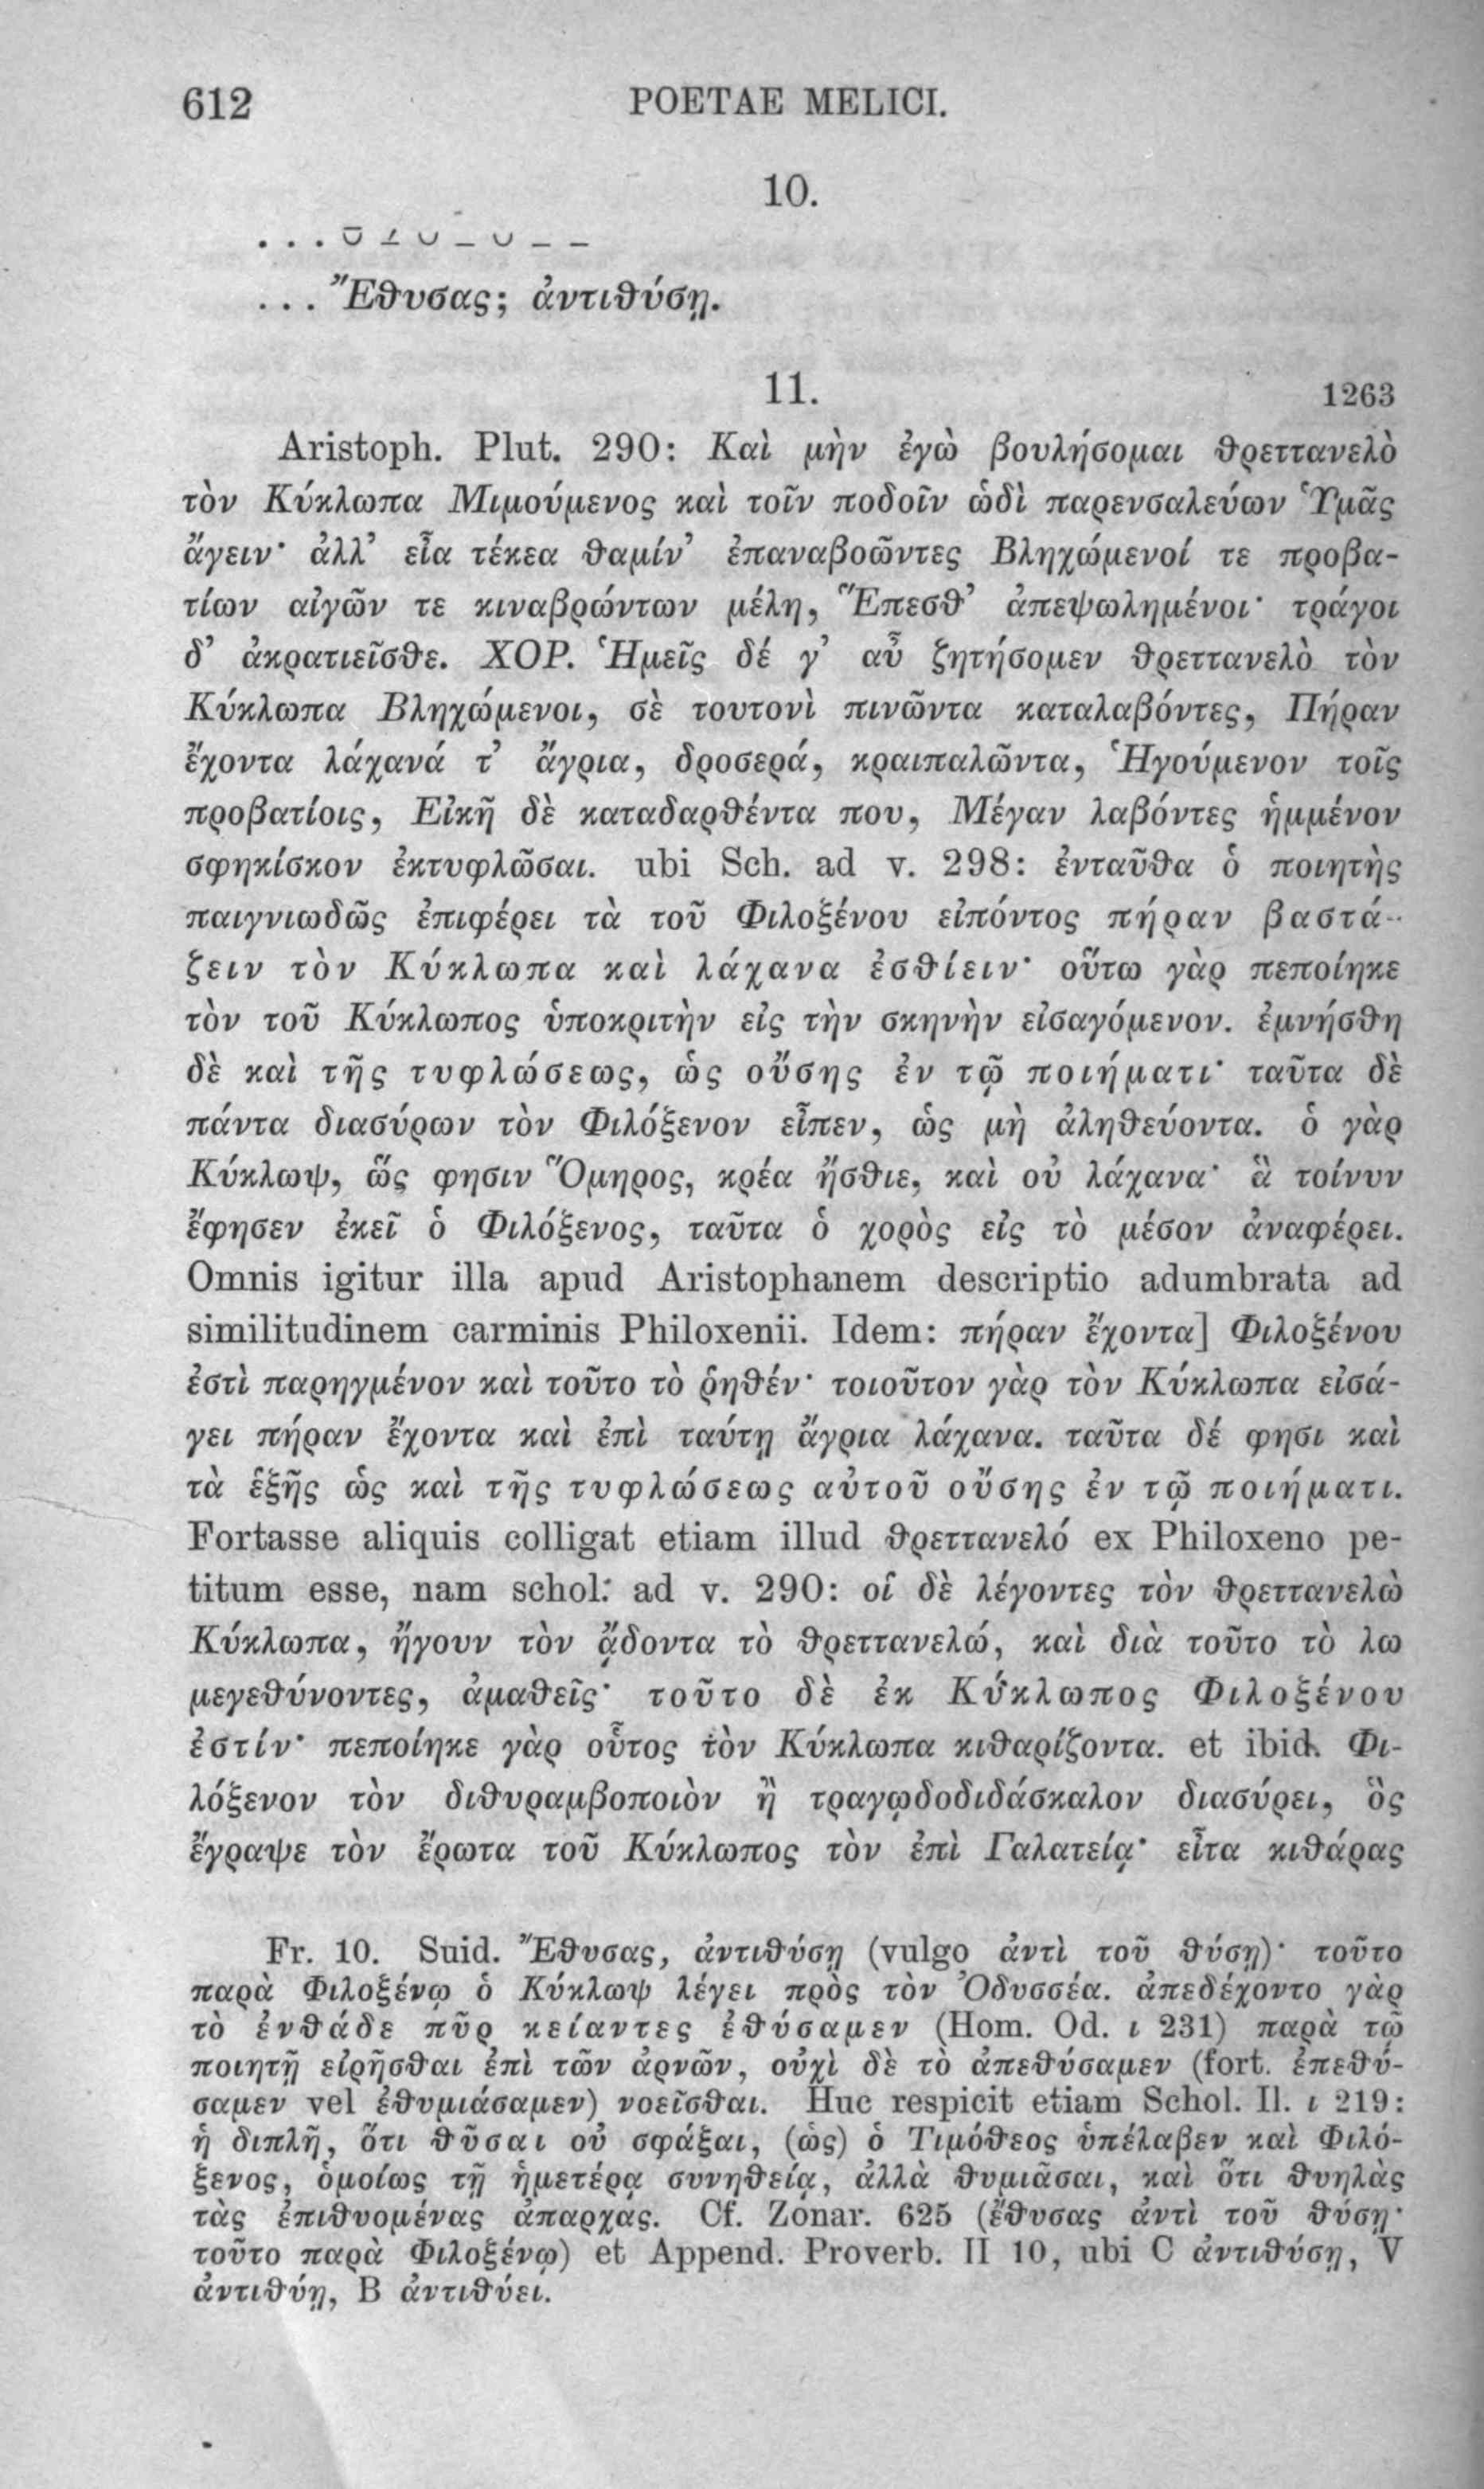 612 POETAE MELICI.
10.
. . . ⏓ ⏊́ ⏑ – ⏑ – –
. . . Ἔθυσας; ἀντιθύσῃ.
11. 1263
Aristoph. Plut. 290: Καὶ μὴν ἐγὼ βουλήσομαι θρεττανελὸ
τὸν Κύκλωπα Μιμούμενος καὶ τοῖν ποδοῖν ὡδὶ παρενσαλεύων Ὑμᾶς
ἄγειν· ἀλλ’ εἶα τέκεα θαμίν’ ἐπαναβοῶντες Βληχώμενοί τε προβα-
τίων αἰγῶν τε κιναβρώντων μέλη, Ἕπεσθ’ ἀπεψωλημένοι· τράγοι
δ’ ἀκρατιεῖσθε. ΧΟΡ. Ἡμεῖς δέ γ’ αὖ ζητήσομεν θρεττανελὸ τὸν
Κύκλωπα Βληχώμενοι, σὲ τουτονὶ πινῶντα καταλαβόντες, Πήραν
ἔχοντα λάχανά τ’ ἄγρια, δροσερά, κραιπαλῶντα, Ἡγούμενον τοῖς
προβατίοις, Εἰκῆ δὲ καταδαρθέντα που, Μέγαν λαβόντες ἡμμένον
σφηκίσκον ἐκτυφλῶσαι. ubi Sch. ad v. 298: ἐνταῦθα ὁ ποιητὴς
παιγνιωδῶς ἐπιφέρει τὰ τοῦ Φιλοξένου εἰπόντος πήραν βαστά-
ζειν τὸν Κύκλωπα καὶ λάχανα ἐσθίειν· οὕτω γὰρ πεποίηκε
τὸν τοῦ Κύκλωπος ὑποκριτὴν εἰς τὴν σκηνὴν εἰσαγόμενον. ἐμνήσθη
δὲ καὶ τῆς τυφλώσεως, ὡς οὔσης ἐν τῷ ποιήματι· ταῦτα δὲ
πάντα διασύρων τὸν Φιλόξενον εἶπεν, ὡς μὴ ἀληθεύοντα. ὁ γὰρ
Κύκλωψ, ὥς φησιν Ὅμηρος, κρέα ἤσθιε, καὶ οὐ λάχανα· ἃ τοίνυν
ἔφησεν ἐκεῖ ὁ Φιλόξενος, ταῦτα ὁ χορὸς εἰς τὸ μέσον ἀναφέρει.
Omnis igitur illa apud Aristophanem descriptio adumbrata ad
similitudinem carminis Philoxenii. Idem: πήραν ἔχοντα] Φιλοξένου
ἐστὶ παρηγμένον καὶ τοῦτο τὸ ῥηθέν· τοιοῦτον γὰρ τὸν Κύκλωπα εἰσά-
γει πήραν ἔχοντα καὶ ἐπὶ ταύτῃ ἄγρια λάχανα. ταῦτα δέ φησι καὶ
τὰ ἑξῆς ὡς καὶ τῆς τυφλώσεως αὐτοῦ οὔσης ἐν τῷ ποιήματι.
Fortasse aliquis colligat etiam illud θρεττανελό ex Philoxeno pe-
titum esse, nam schol. ad v. 290: οἱ δὲ λέγοντες τὸν θρεττανελὼ
Κύκλωπα, ἤγουν τὸν ᾄδοντα τὸ θρεττανελώ, καὶ διὰ τοῦτο τὸ λω
μεγεθύνοντες, ἀμαθεῖς· τοῦτο δὲ ἐκ Κύκλωπος Φιλοξένου
ἐστίν· πεποίηκε γὰρ οὗτος τὸν Κύκλωπα κιθαρίζοντα. et ibid. Φι-
λόξενον τὸν διθυραμβοποιὸν ἢ τραγῳδοδιδάσκαλον διασύρει, ὃς
ἔγραψε τὸν ἔρωτα τοῦ Κύκλωπος τὸν ἐπὶ Γαλατείᾳ· εἶτα κιθάρας
Fr. 10. Suid. Ἔθυσας, ἀντιθύσῃ (vulgo ἀντὶ τοῦ θύσῃ)· τοῦτο
παρὰ Φιλοξένῳ ὁ Κύκλωψ λέγει πρὸς τὸν Ὀδυσσέα. ἀπεδέχοντο γὰρ
τὸ ἐνθάδε πῦρ κείαντες ἐθύσαμεν (Hom. Od. ι 231) παρὰ τῷ
ποιητῇ εἰρῆσθαι ἐπὶ τῶν ἀρνῶν, οὐχὶ δὲ τὸ ἀπεθύσαμεν (fort. ἐπεθύ-
σαμεν vel ἐθυμιάσαμεν) νοεῖσθαι. Huc respicit etiam Schol. Il. ι 219:
ἡ διπλῆ, ὅτι θῦσαι οὐ σφάξαι, (ὡς) ὁ Τιμόθεος ὑπέλαβεν καὶ Φιλό-
ξενος, ὁμοίως τῇ ἡμετέρᾳ συνηθείᾳ, ἀλλὰ θυμιᾶσαι, καὶ ὅτι θυηλὰς
τὰς ἐπιθυομένας ἀπαρχας. Cf. Zonar. 625 (ἔθυσας ἀντὶ τοῦ θύσῃ·
τοῦτο παρὰ Φιλοξένῳ) et Append. Proverb. II 10, ubi C ἀντιθύσῃ, V
ἀντιθύῃ, B ἀντιθύει.